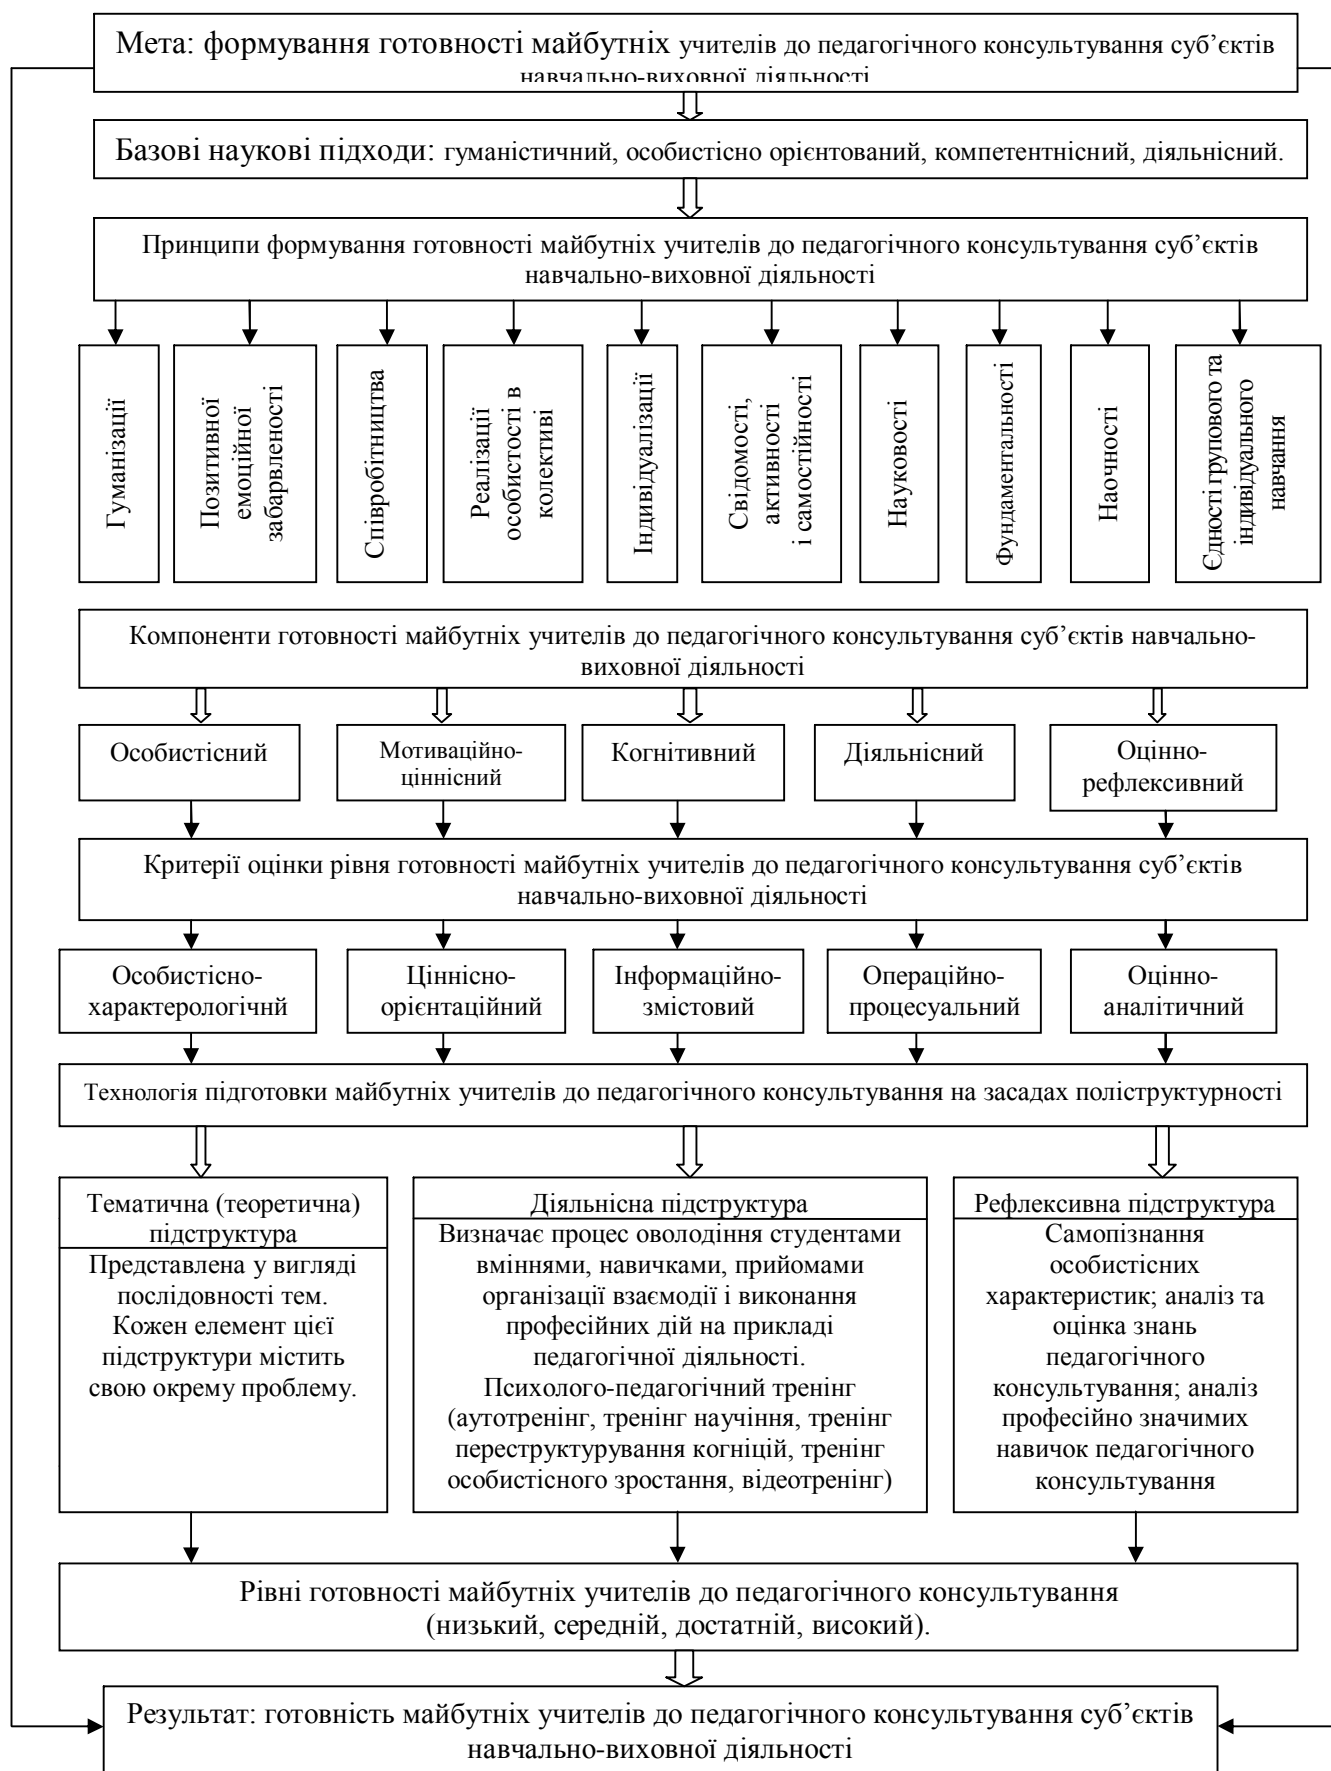 Мета: формування готовності майбутніх учителів до педагогічного консультування суб’єктів
навчально-виховної діяльності
Базові наукові підходи: гуманістичний, особистісно орієнтований, компетентнісний, діяльнісний.
Принципи формування готовності майбутніх учителів до педагогічного консультування суб’єктів
навчально-виховної діяльності
Гуманізації
Позитивної
емоційної
забарвленості
Співробітництва
Реалізації
особистості в
колективі
Індивідуалізації
Свідомості,
активності
і самостійності
Науковості
Фундаментальності
Наочності
Єдності групового та
індивідуального
навчання
Компоненти готовності майбутніх учителів до педагогічного консультування суб’єктів навчально-
виховної діяльності
Особистісний
Мотиваційно-
ціннісний
Когнітивний
Діяльнісний
Оцінно-
рефлексивний
Критерії оцінки рівня готовності майбутніх учителів до педагогічного консультування суб’єктів
навчально-виховної діяльності
Особистісно-
характерологічнй
Ціннісно-
орієнтаційний
Інформаційно-
змістовий
Операційно-
процесуальний
Оцінно-
аналітичний
Технологія підготовки майбутніх учителів до педагогічного консультування на засадах поліструктурності
Тематична (теоретична)
підструктура
Представлена у вигляді
послідовності тем.
Кожен елемент цієї
підструктури містить
свою окрему проблему.
Діяльнісна підструктура
Визначає процес оволодіння студентами
вміннями, навичками, прийомами
організації взаємодії і виконання
професійних дій на прикладі
педагогічної діяльності.
Психолого-педагогічний тренінг
(аутотренінг, тренінг научіння, тренінг
переструктурування когніцій, тренінг
особистісного зростання, відеотренінг)
Рефлексивна підструктура
Самопізнання
особистісних
характеристик; аналіз та
оцінка знань
педагогічного
консультування; аналіз
професійно значимих
навичок педагогічного
консультування
Рівні готовності майбутніх учителів до педагогічного консультування
(низький, середній, достатній, високий).
Результат: готовність майбутніх учителів до педагогічного консультування суб’єктів
навчально-виховної діяльності